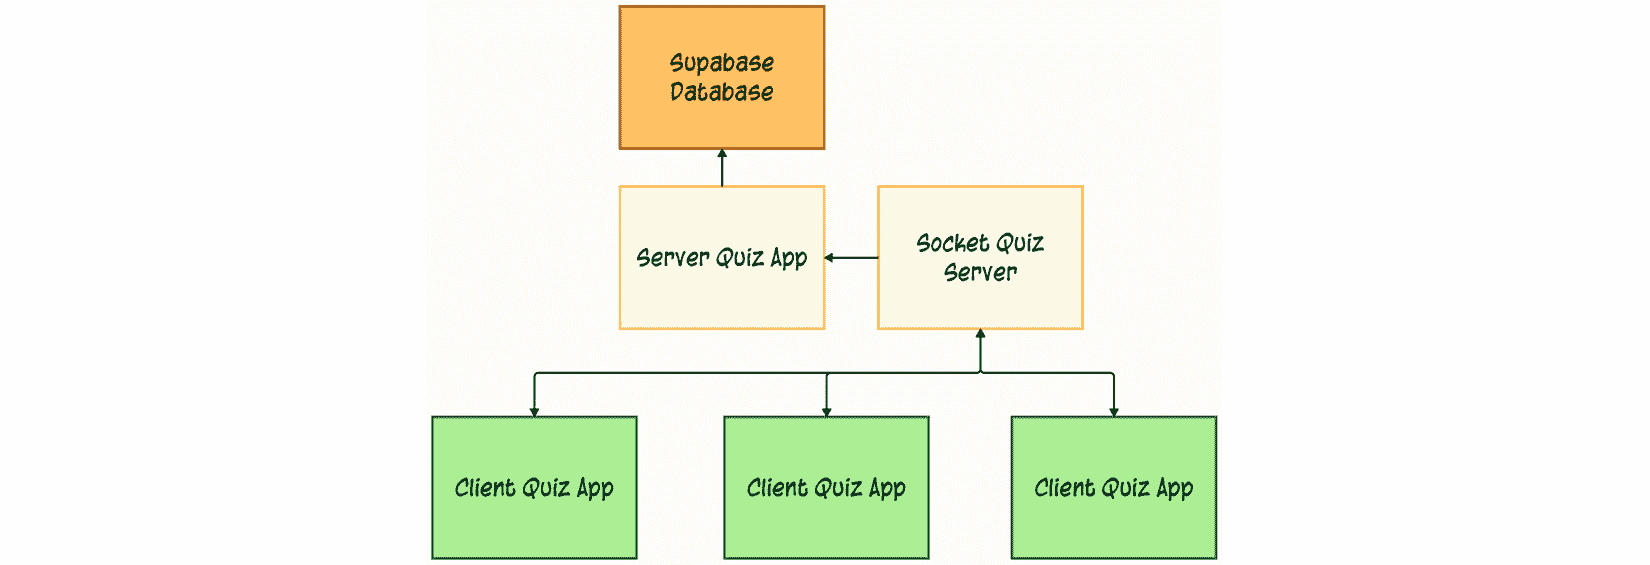 Supabase
Database
Server Quiz App
Socket Quiz
Server
Client Quiz App
Client Quiz App
Client Quiz App